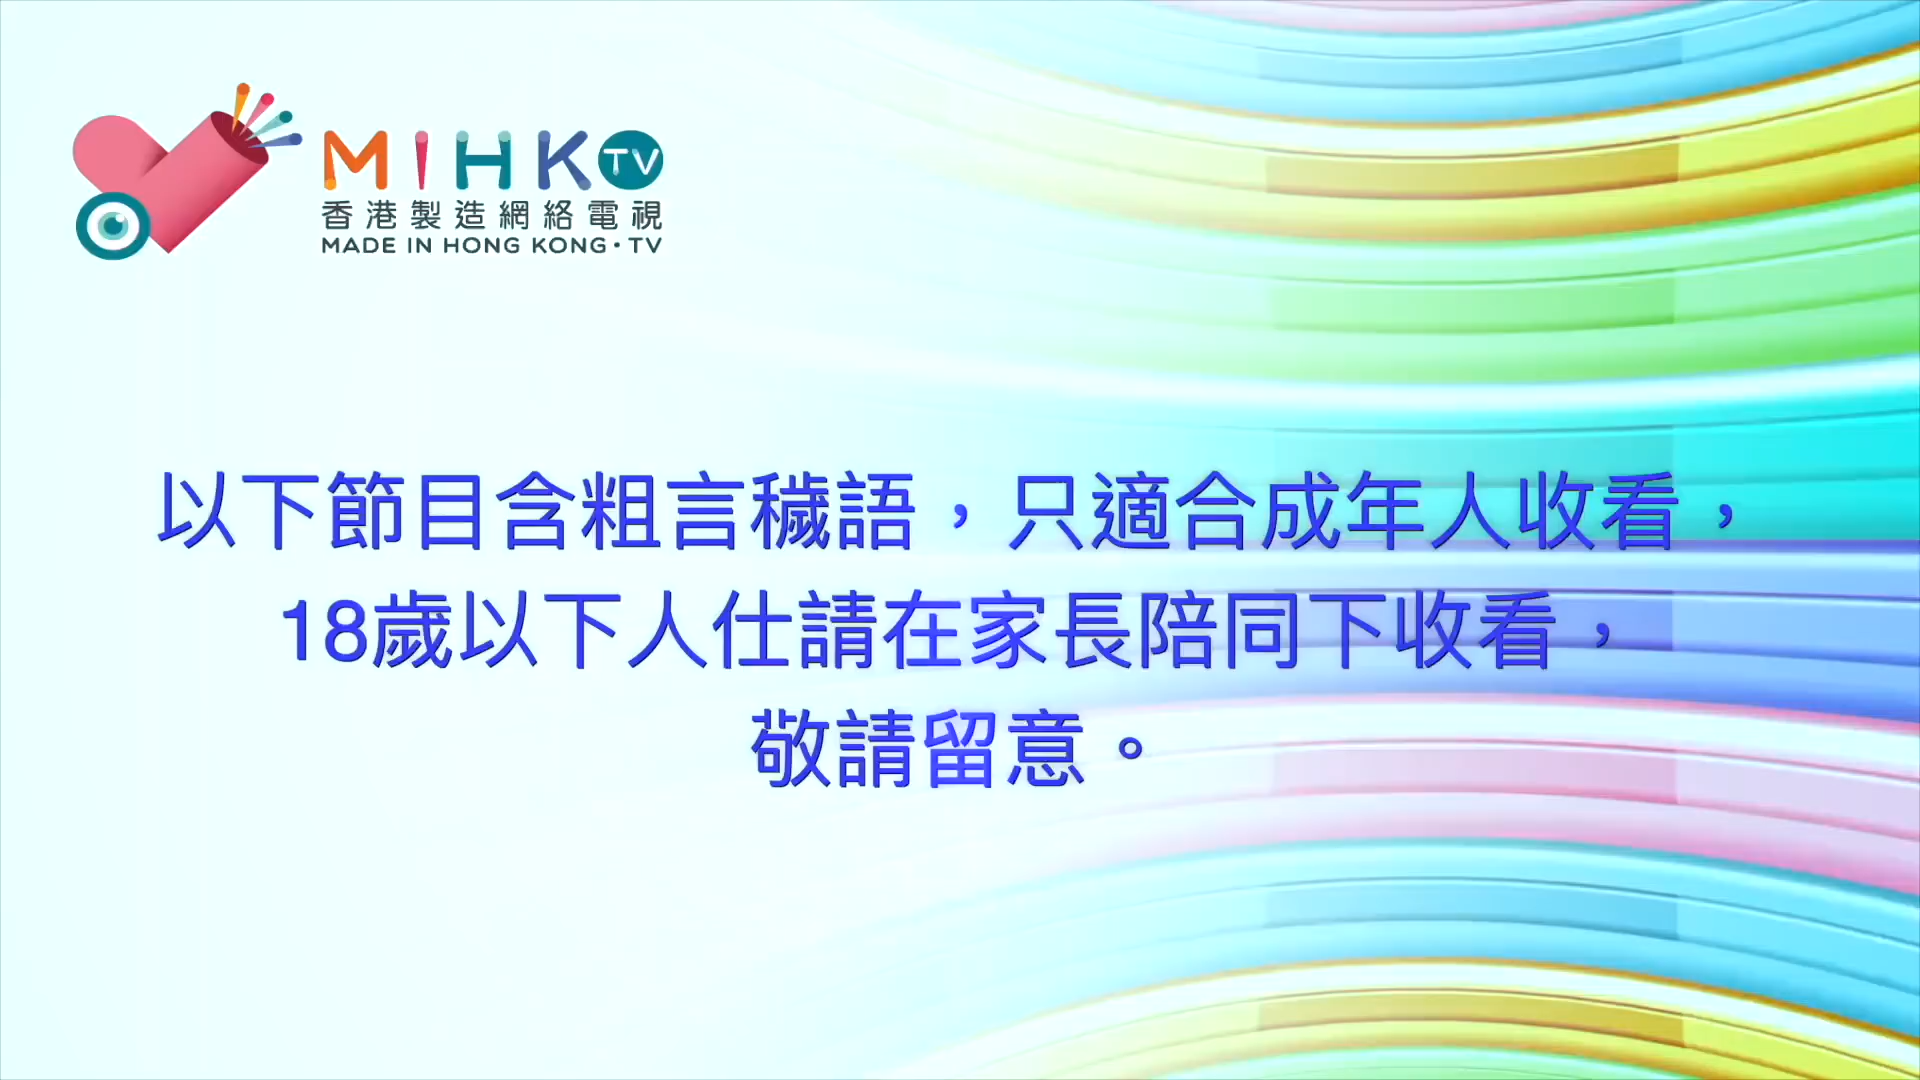 MIHK TV
香港製造網絡電視
MADE IN HONG KONG・TV
以下節目含粗言穢語，只適合成年人收看，
18歲以下人仕請在家長陪同下收看，
敬請留意。